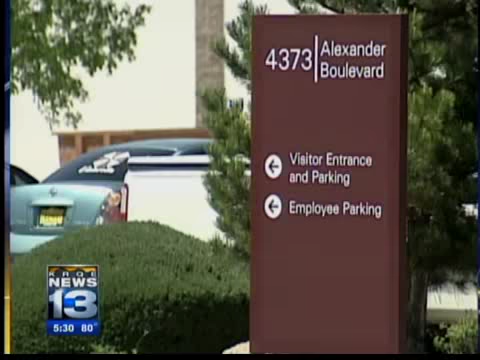 4373
Alexander
Boulevard
Visitor Entrance
and Parking
Employee Parking
KRQE
NEWS
13
5:30 80°